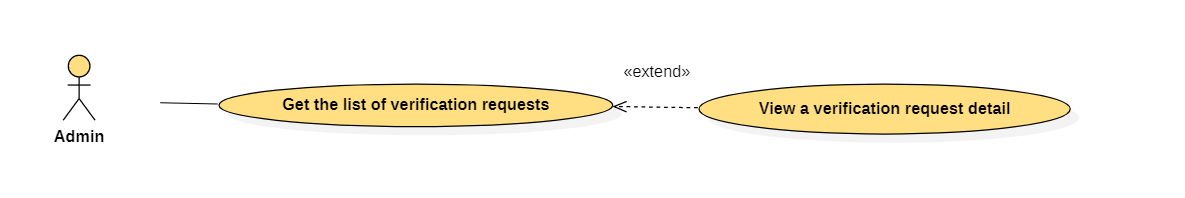 «extend»
Get the list of verification requests
View a verification request detail
Admin